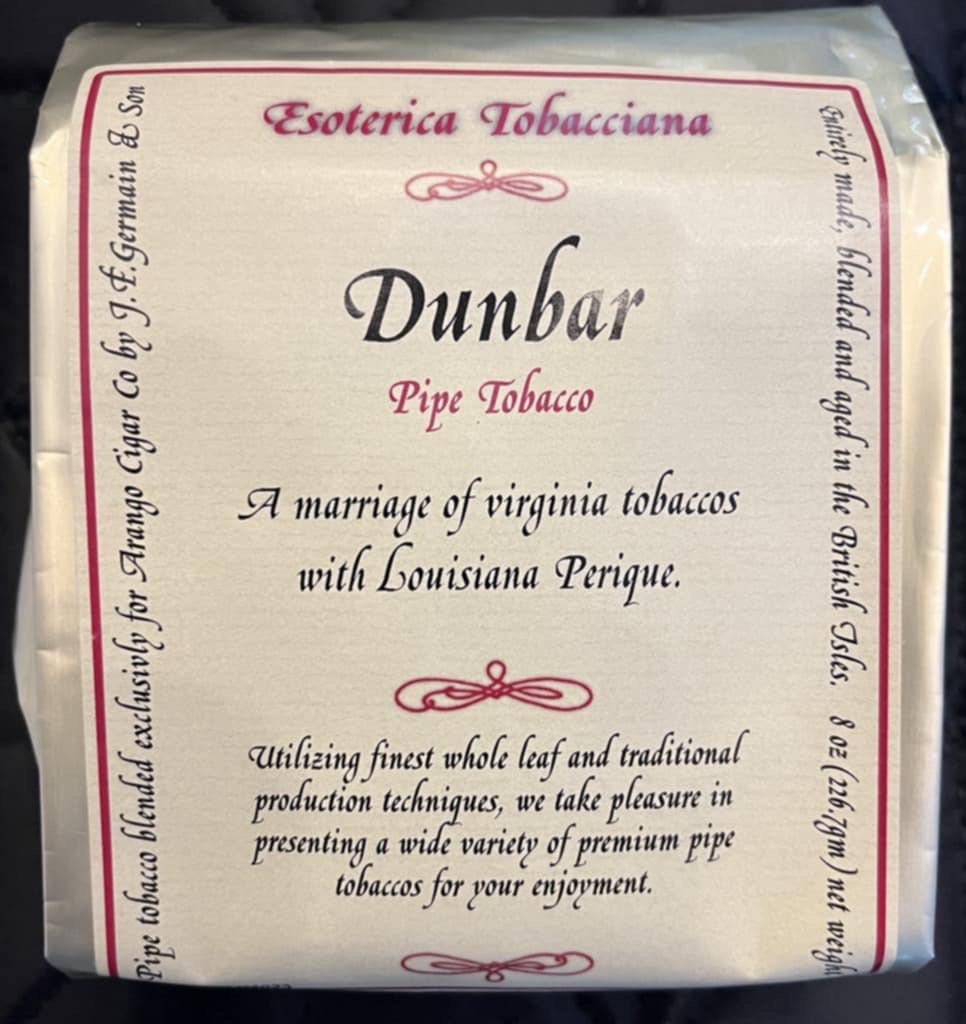 Esoterica Tobacciana
Dunbar
Pipe Tobacco
A marriage of virginia tobaccos
with Louisiana Perique.
Utilizing finest whole leaf and traditional
production techniques, we take pleasure in
presenting a wide variety of premium pipe
tobaccos for your enjoyment.
Pipe tobacco blended exclusivly for Arango Cigar Co by J.F.Germain & Son
Entirely made, blended and aged in the British Isles. 8 oz (226.7gm) net weight